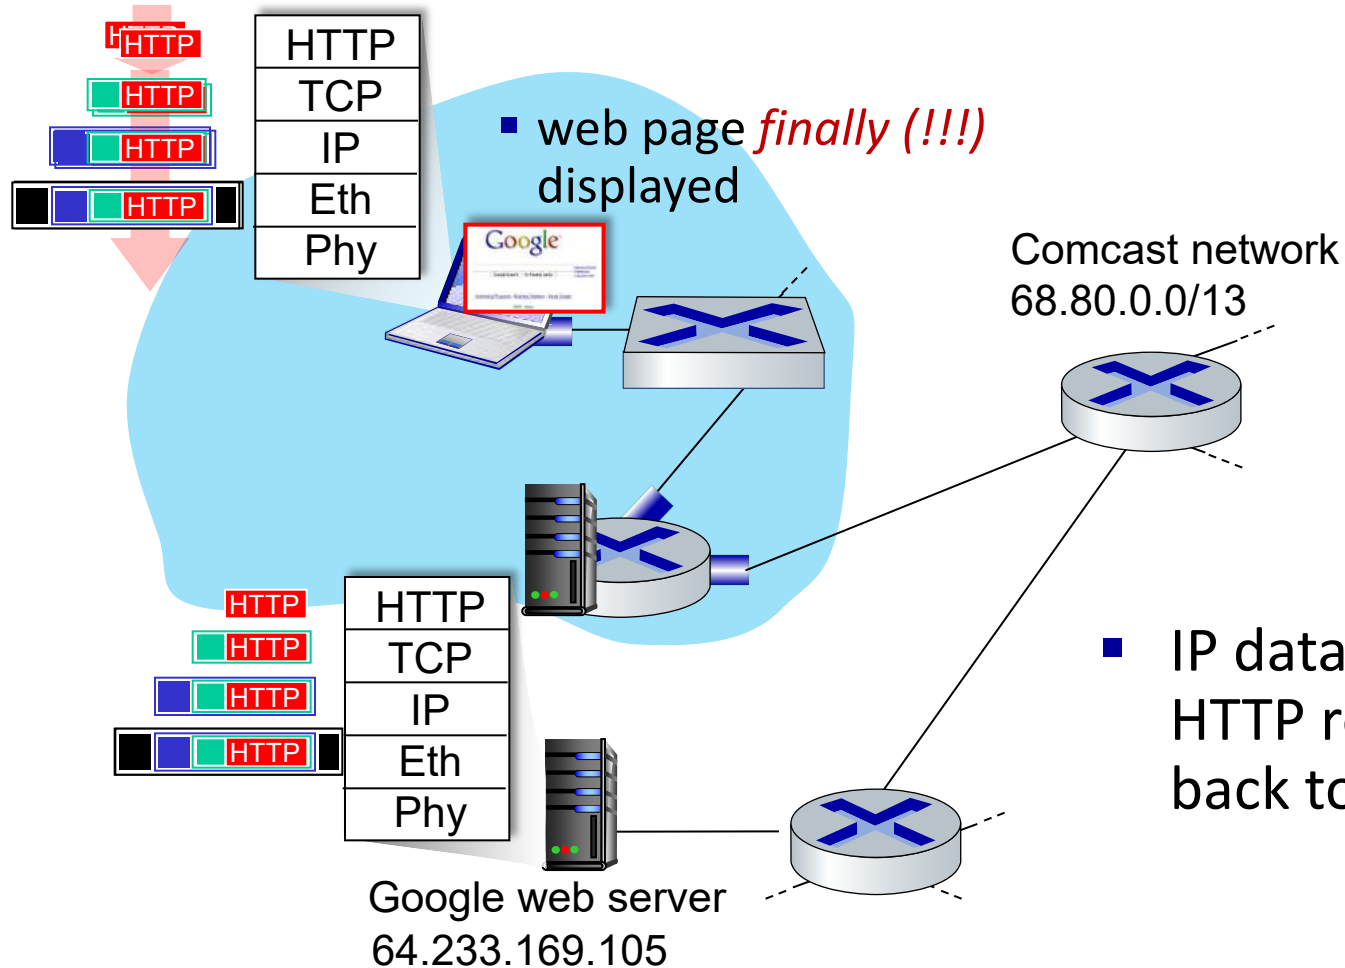 HTTP
HTTP
HTTP
HTTP
HTTP
HTTP
TCP
IP
Eth
Phy
▪ web page finally (!!!)
displayed
Google
Comcast network
68.80.0.0/13
HTTP
HTTP
HTTP
HTTP
HTTP
TCP
IP
Eth
Phy
▪ IP data
HTTP re
back to
Google web server
64.233.169.105